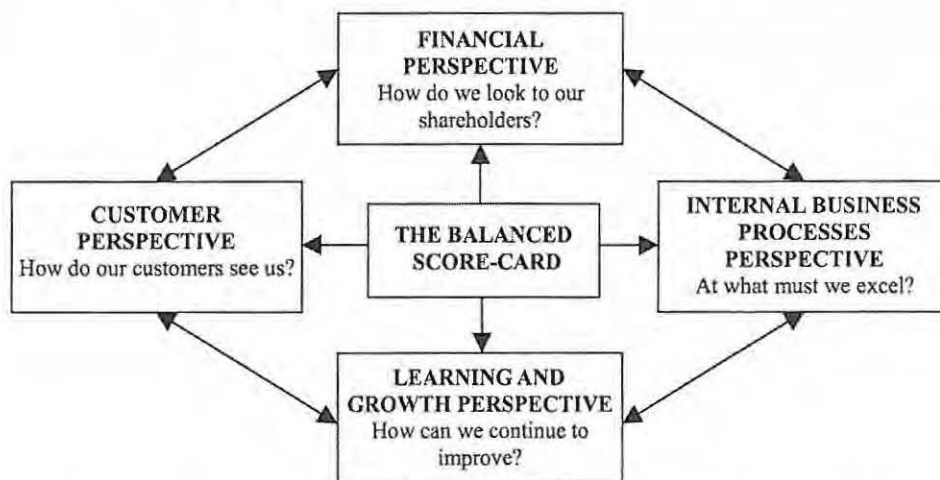 FINANCIAL
PERSPECTIVE
How do we look to our
shareholders?
CUSTOMER
PERSPECTIVE
How do our customers see us?
THE BALANCED
SCORE-CARD
INTERNAL BUSINESS
PROCESSES
PERSPECTIVE
At what must we excel?
LEARNING AND
GROWTH PERSPECTIVE
How can we continue to
improve?